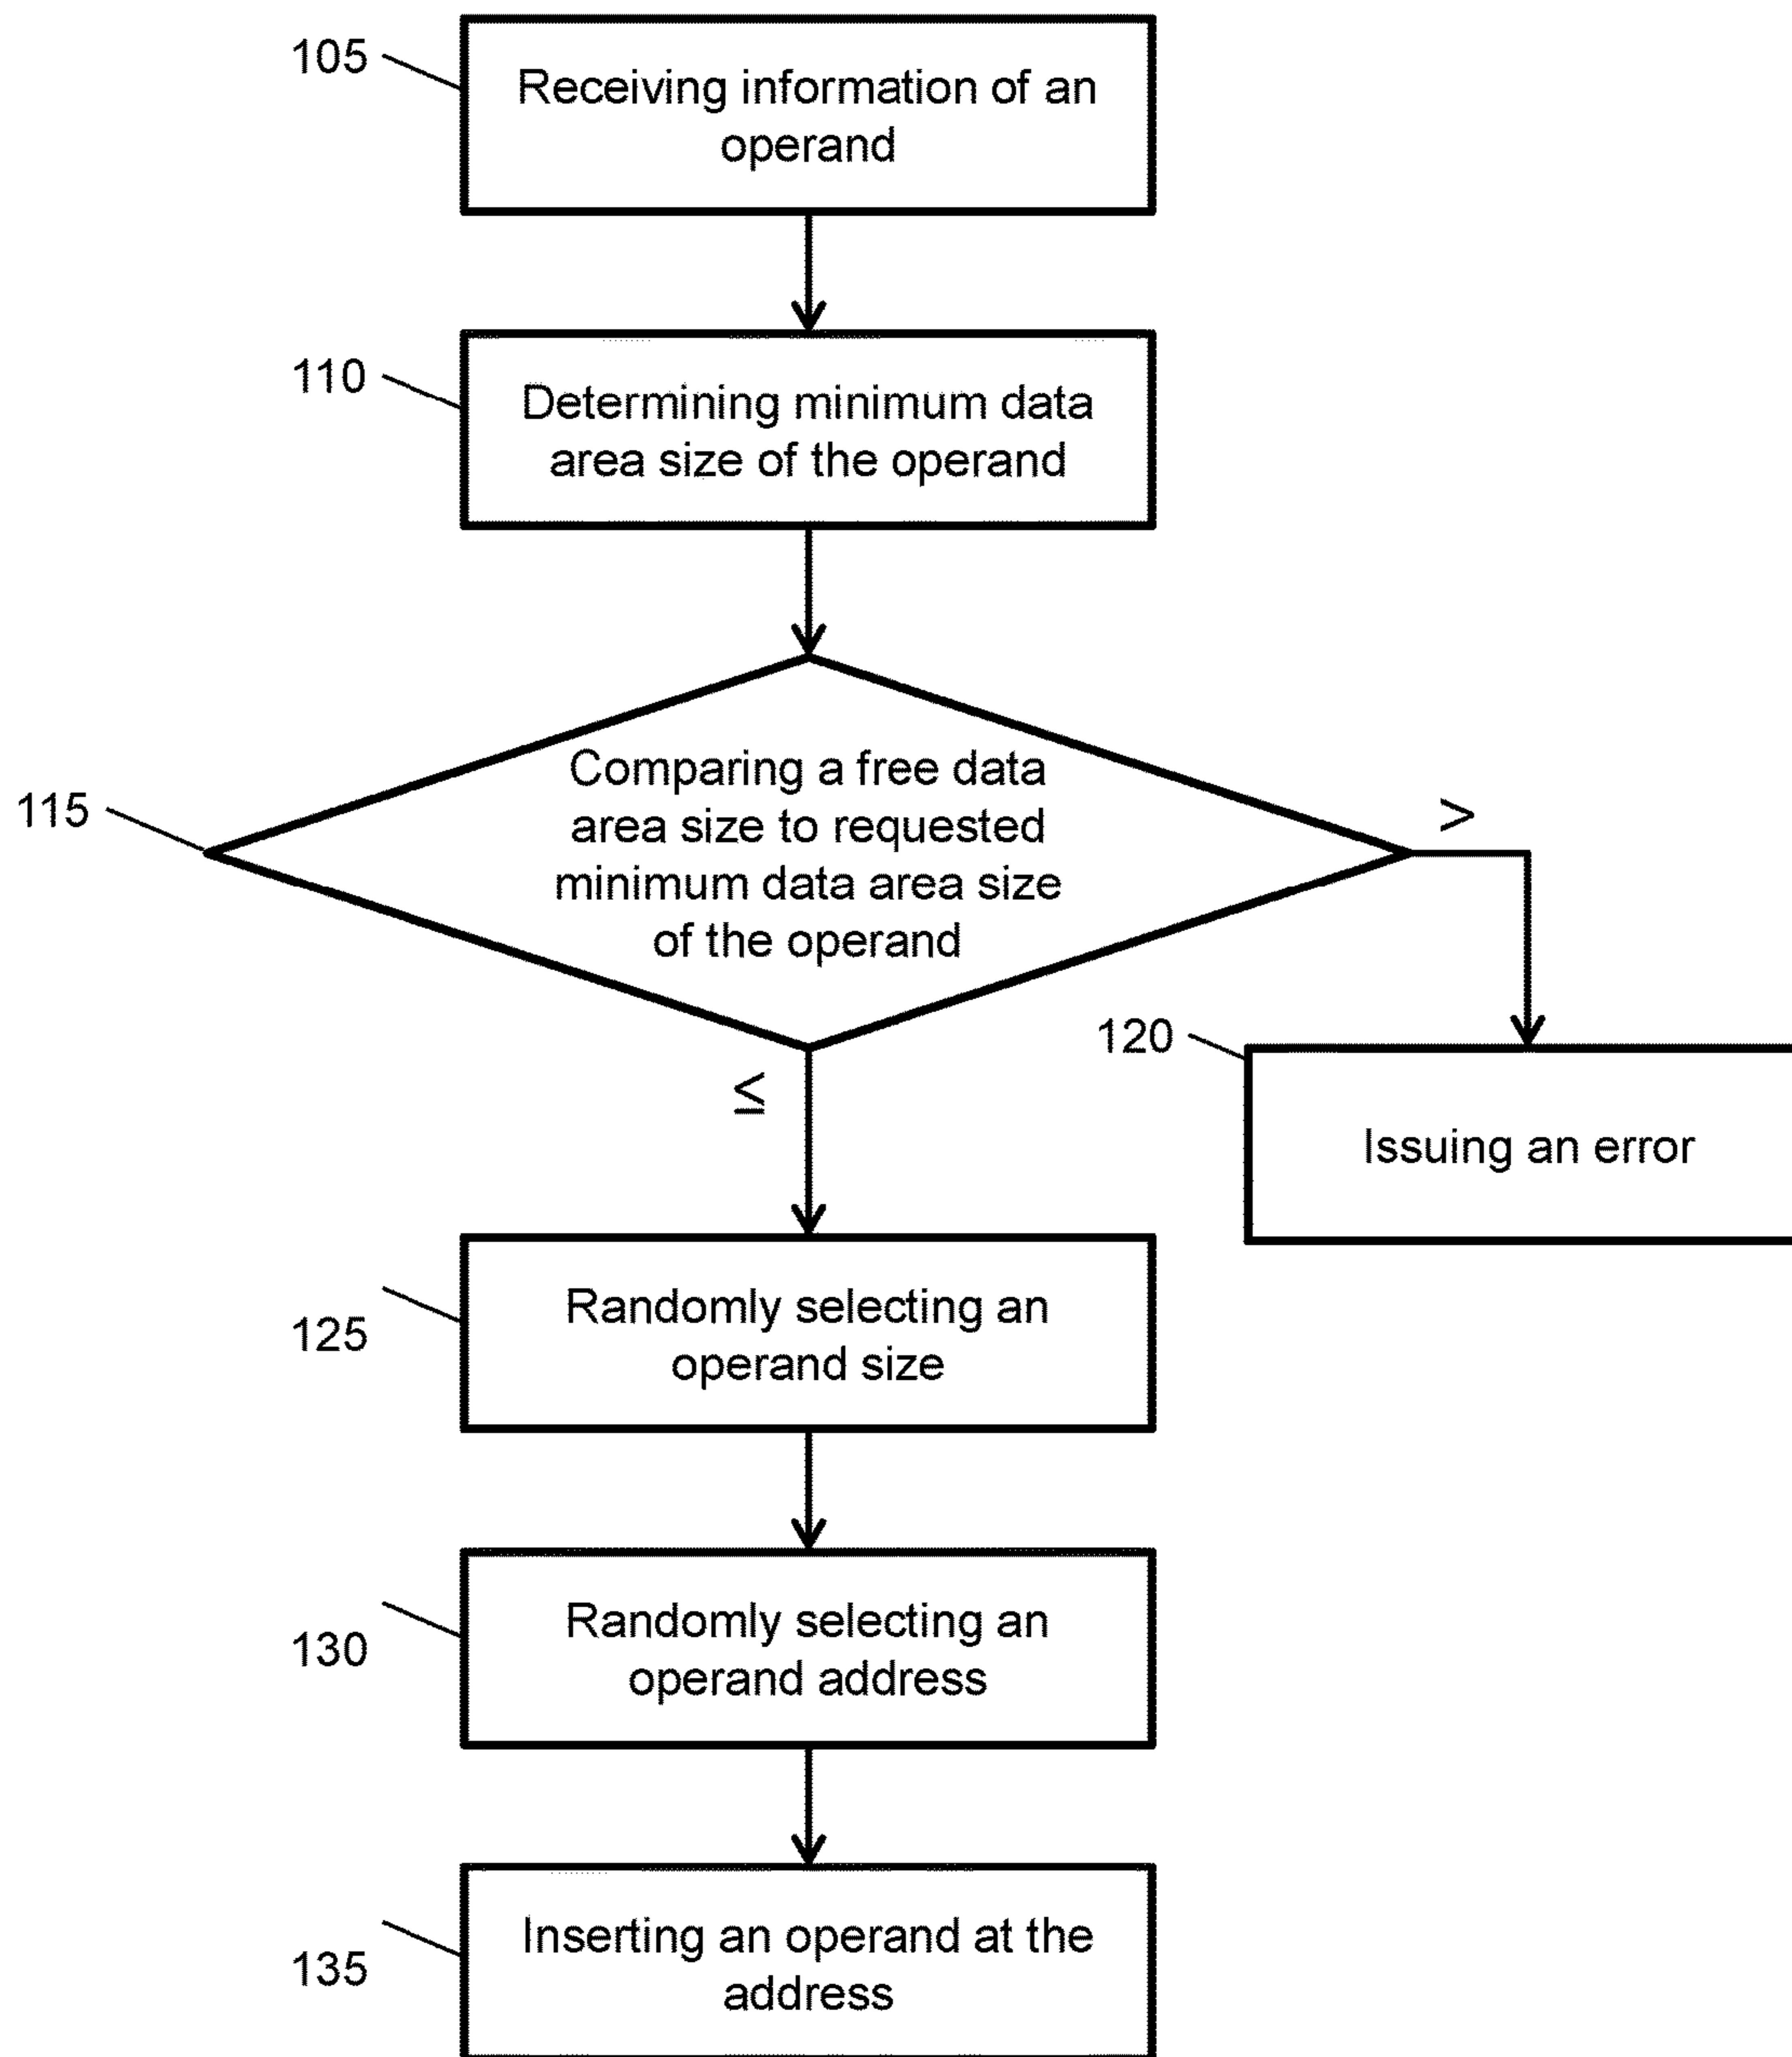 105
Receiving information of an
operand
110
Determining minimum data
area size of the operand
115
Comparing a free data
area size to requested
minimum data area size
of the operand
>
≤
120
Issuing an error
125
Randomly selecting an
operand size
130
Randomly selecting an
operand address
135
Inserting an operand at the
address